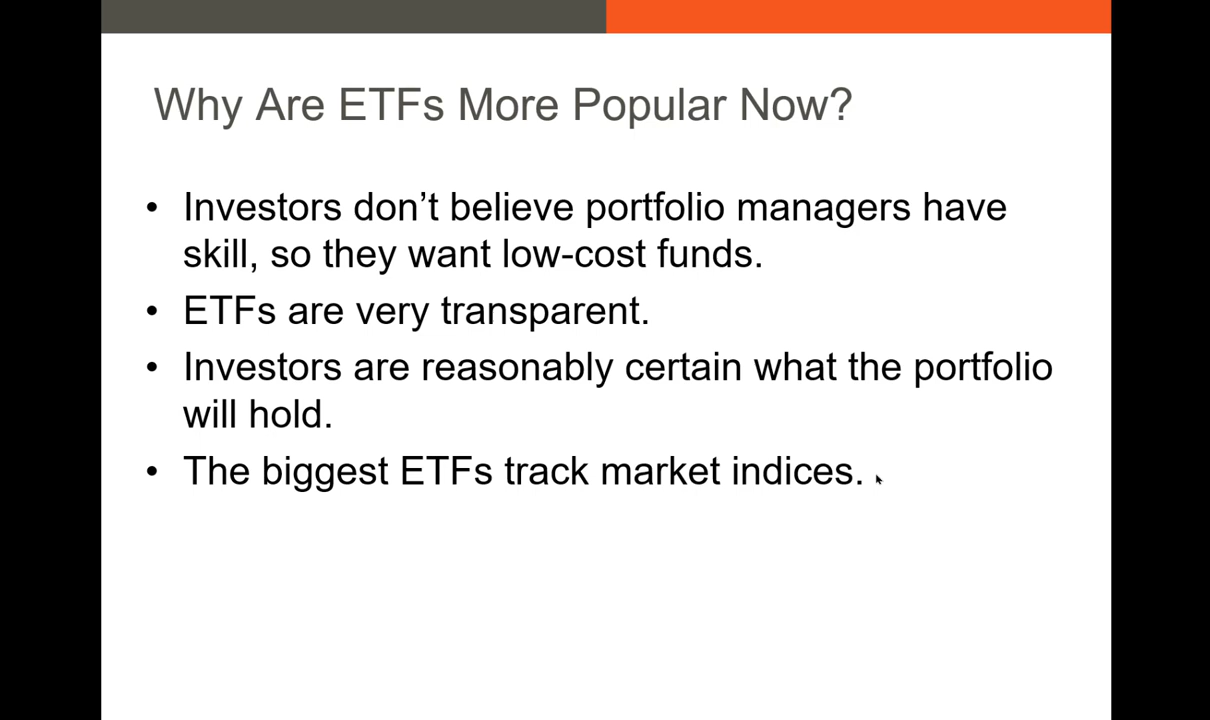 Why Are ETFs More Popular Now?
• Investors don’t believe portfolio managers have
skill, so they want low-cost funds.
• ETFs are very transparent.
• Investors are reasonably certain what the portfolio
will hold.
• The biggest ETFs track market indices.